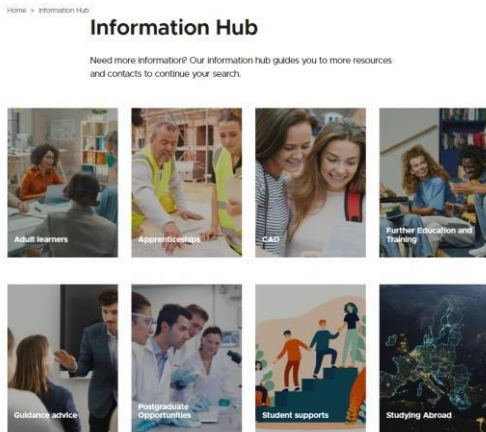 Home > Information Hub
Information Hub
Need more information? Our information hub guides you to more resources
and contacts to continue your search.
Adult learners
Apprenticeships
CAO
Further Education and
Training
Guidance advice
Postgraduate
Opportunities
Student supports
Studying Abroad